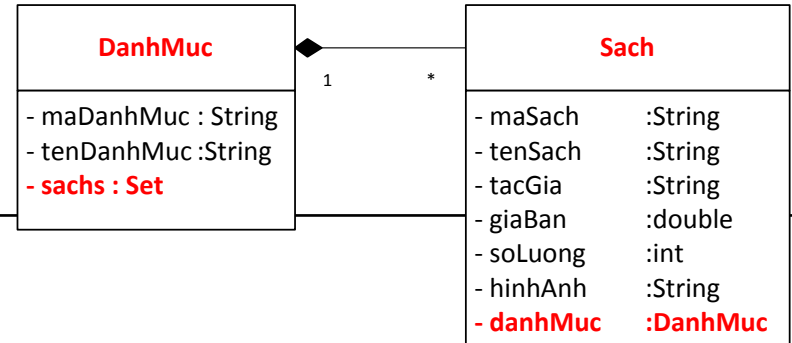 DanhMuc
1
*
- maDanhMuc : String
- tenDanhMuc :String
- sachs : Set
Sach
- maSach :String
- tenSach :String
- tacGia :String
- giaBan :double
- soLuong :int
- hinhAnh :String
- danhMuc :DanhMuc